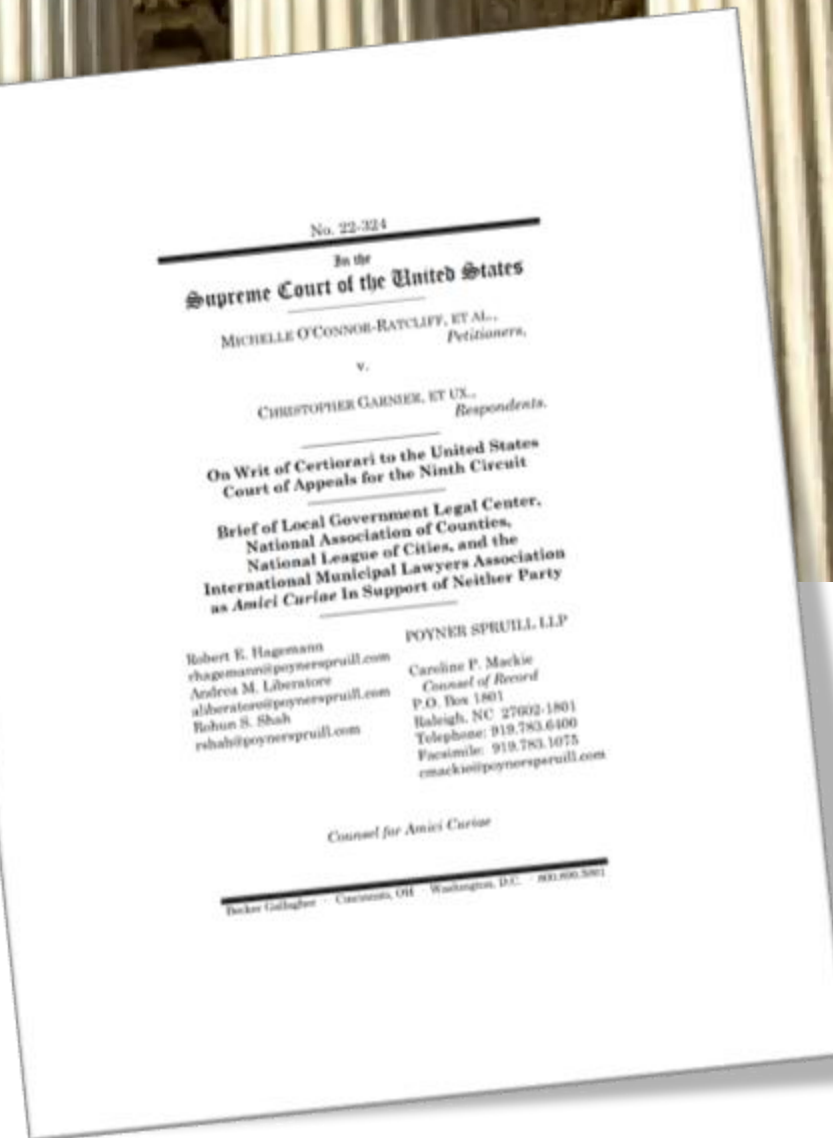 No. 22-324
In the
Supreme Court of the United States
MICHELLE O'CONNOR-RATCLIFF, ET AL.,
Petitioners,
v.
CHRISTOPHER GARNIER, ET UX.,
Respondents.
On Writ of Certiorari to the United States
Court of Appeals for the Ninth Circuit
Brief of Local Government Legal Center,
National Association of Counties,
National League of Cities, and the
International Municipal Lawyers Association
as Amici Curiae In Support of Neither Party
Robert E. Hagemann
rhagemann@poynerspruill.com
Andrea M. Liberatore
aliberatore@poynerspruill.com
Rohun S. Shah
rshah@poynerspruill.com
POYNER SPRUILL LLP
Caroline P. Mackie
Counsel of Record
P.O. Box 1801
Raleigh, NC 27602-1801
Telephone: 919.783.6400
Facsimile: 919.783.1075
cmackie@poynerspruill.com
Counsel for Amici Curiae
Becker Gallagher · Cincinnati, OH · Washington, D.C. · 800.890.5001